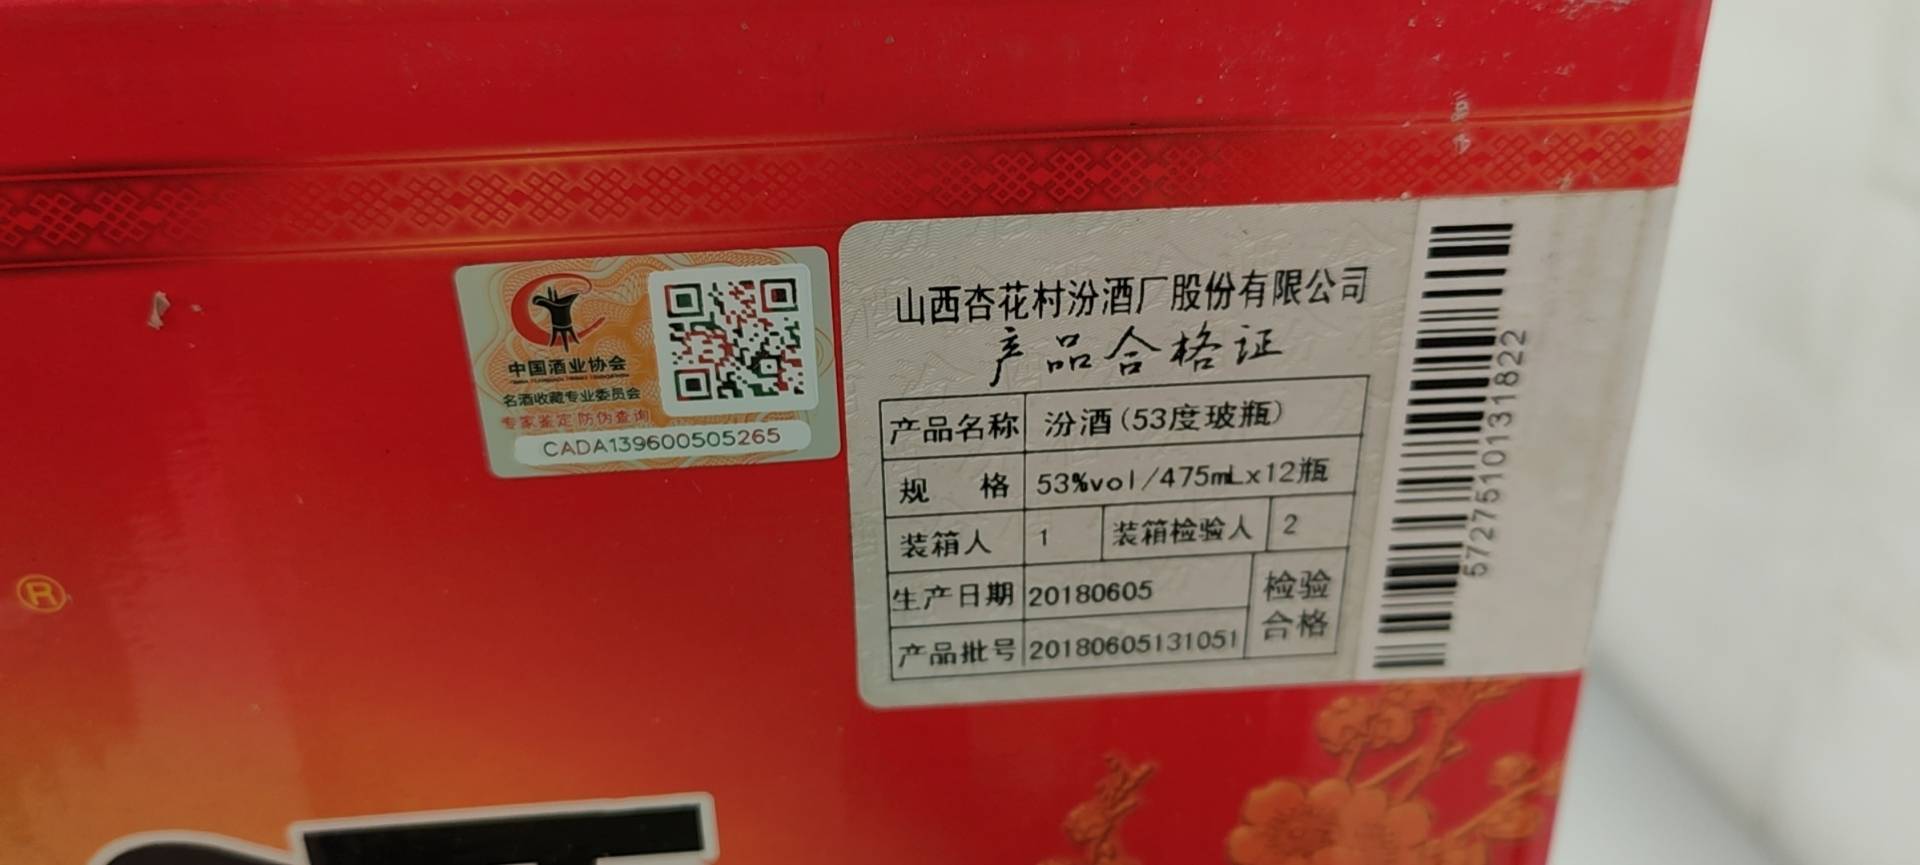 ®
中国酒业协会
名酒收藏专业委员会
专家鉴定 防伪查询
CADA139600505265
山西杏花村汾酒厂股份有限公司
产品合格证
产品名称 汾酒(53度玻瓶)
规 格 53%vol/475mLx12瓶
装箱人 1 装箱检验人 2
生产日期 20180605 检验
产品批号 20180605131051 合格
5727510131822